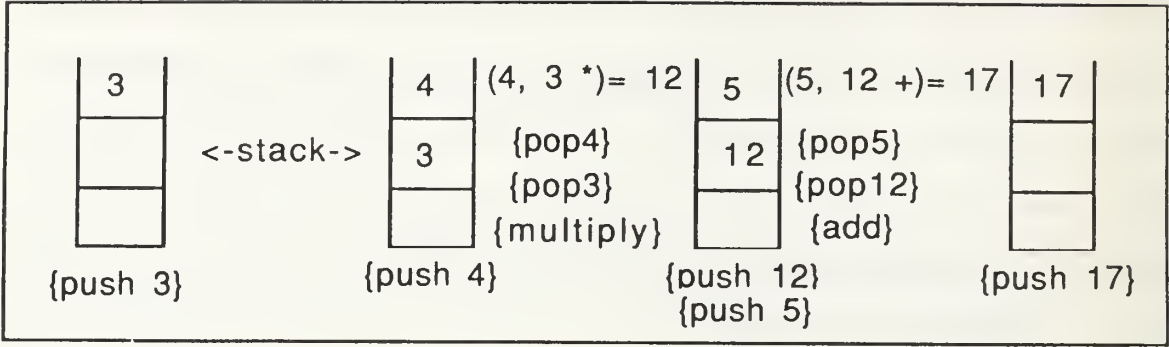 3 4 (4, 3 *)= 12 5 (5, 12 +)= 17 17
<-stack-> 3 {pop4} 12 {pop5}
{pop3} {pop12}
{multiply} {add}
{push 3} {push 4} {push 12} {push 17}
{push 5}